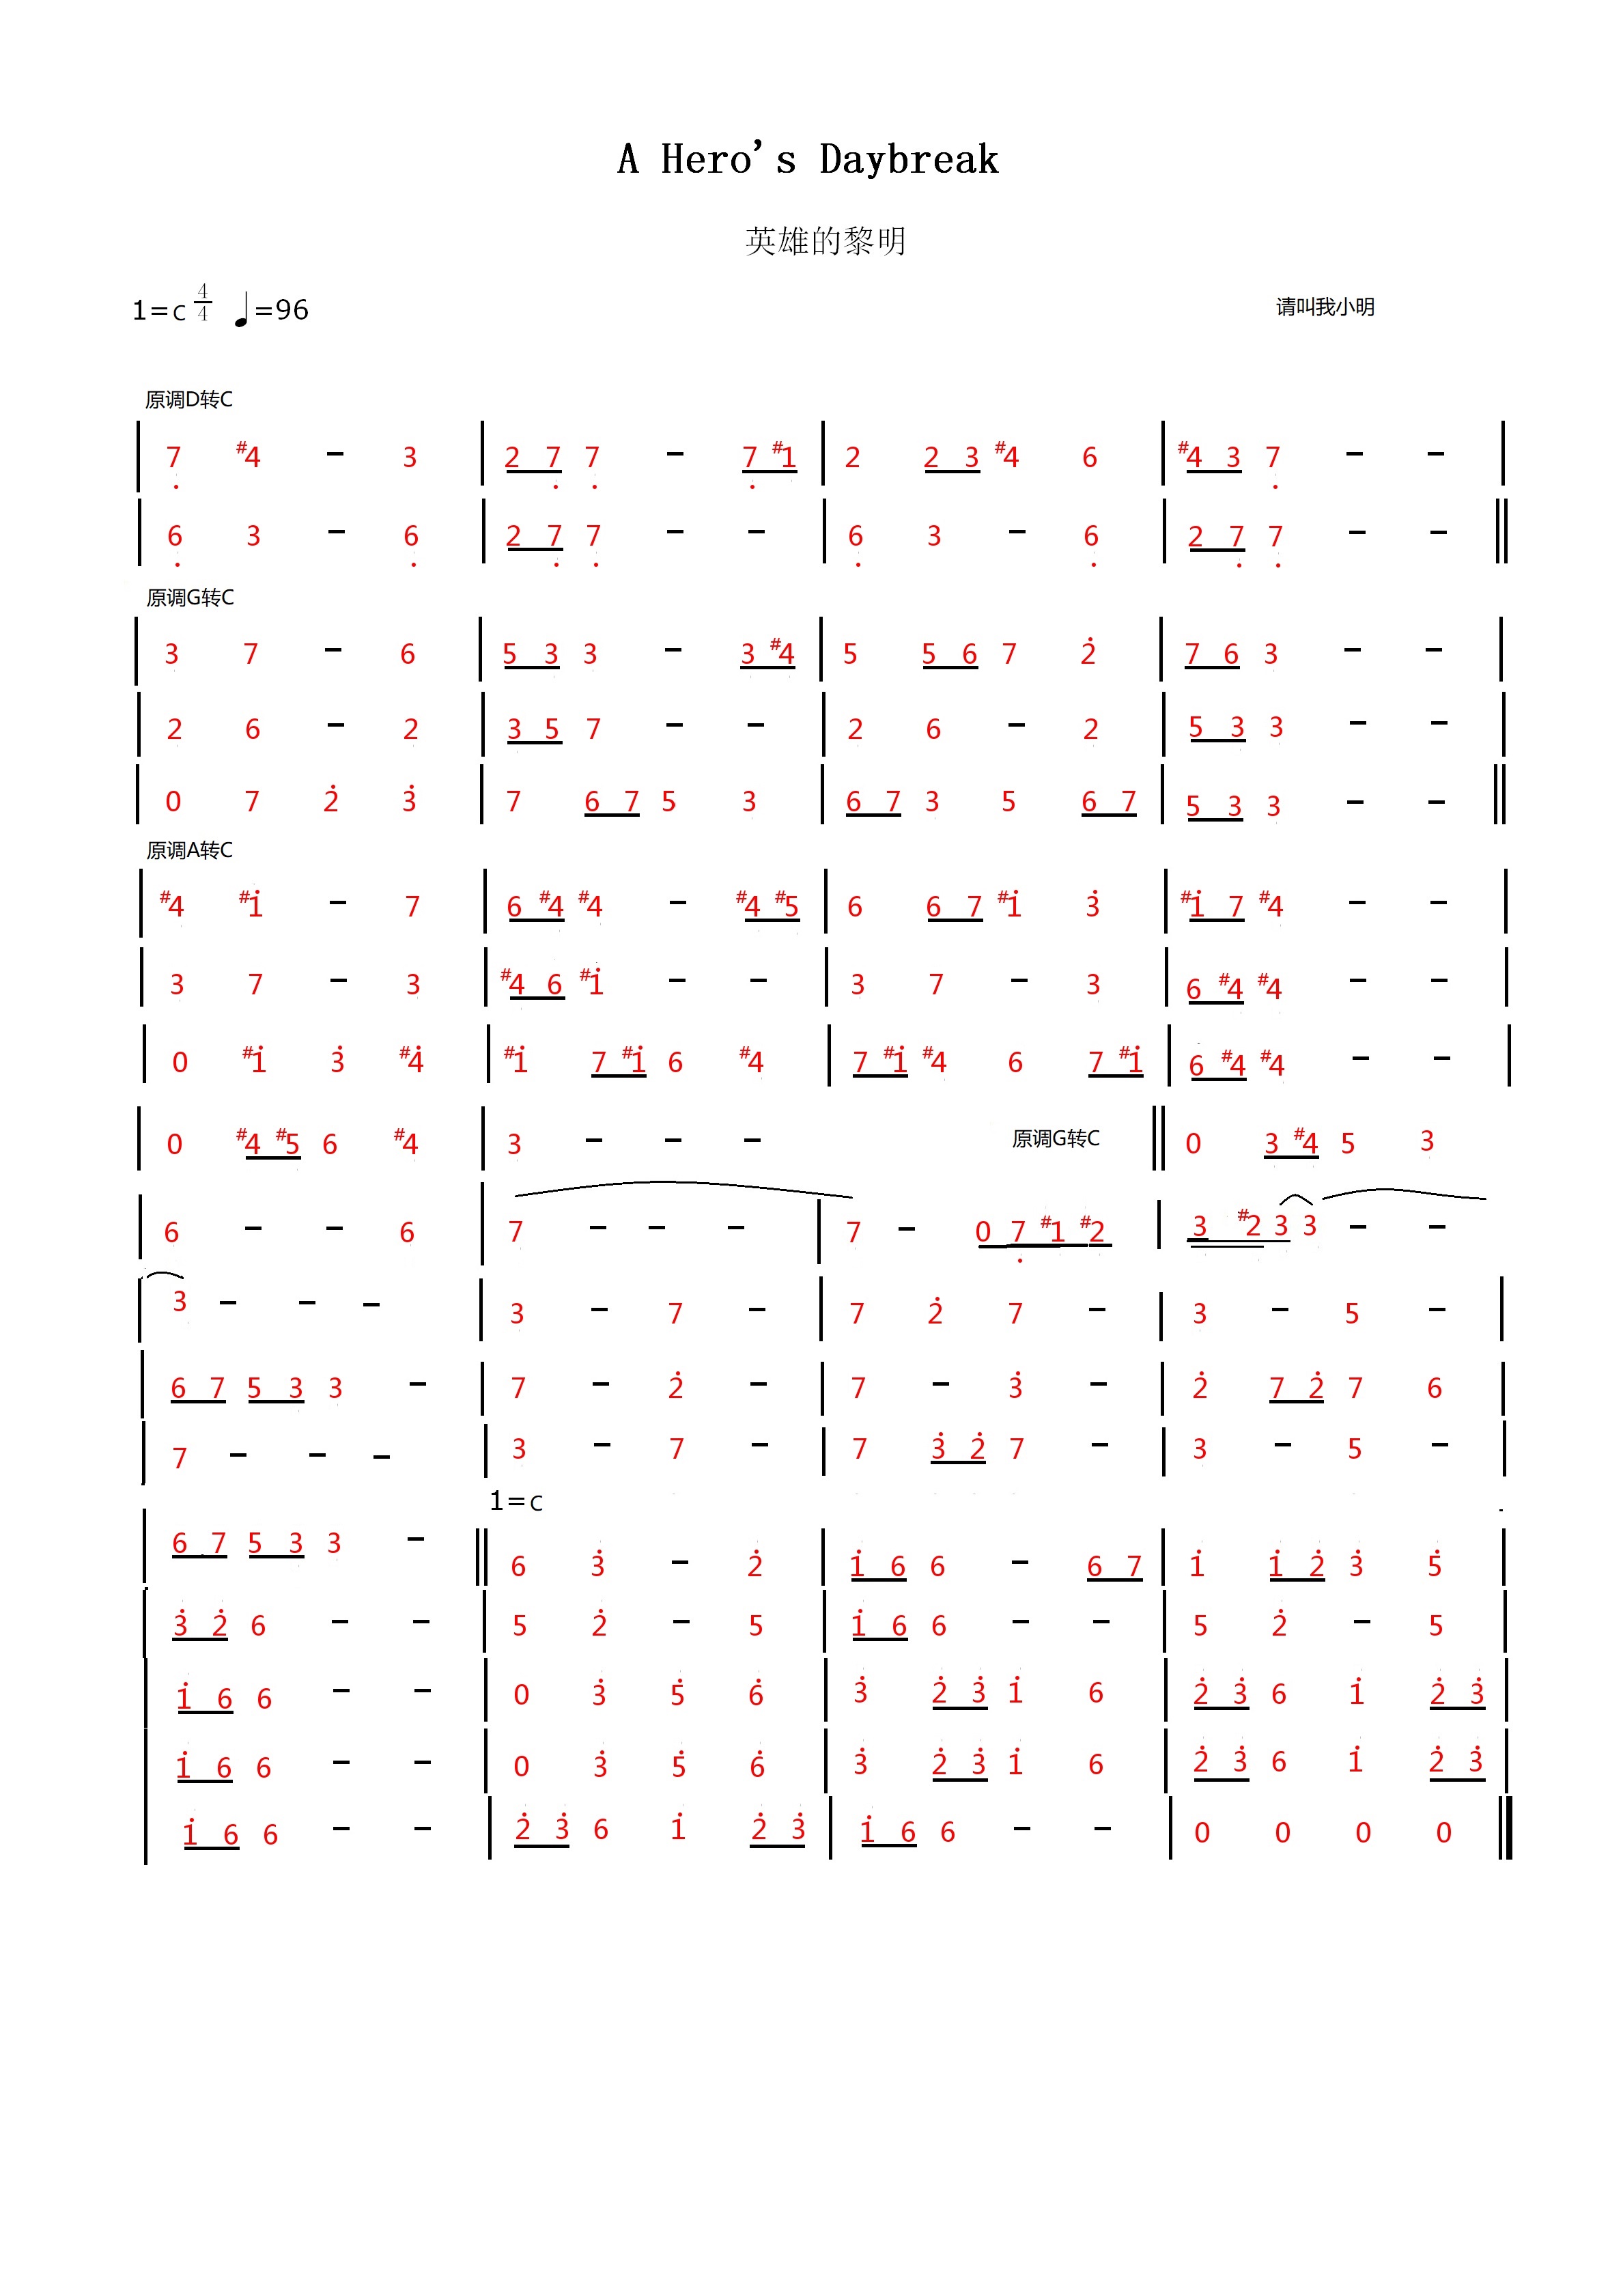 A Hero's Daybreak
英雄的黎明
1=C 4/4 ♩=96 请叫我小明
原调D转C
| 7̣ #4 - 3 | 2 7̣ 7̣ - 7̣ #1 | 2 2 3 #4 6 | #4 3 7̣ - - |
| 6̣ 3 - 6̣ | 2 7̣ 7̣ - - | 6̣ 3 - 6̣ | 2 7̣ 7̣ - - ||
原调G转C
| 3 7 - 6 | 5 3 3 - 3 #4 | 5 5 6 7 2̇ | 7 6 3 - - |
| 2 6 - 2 | 3 5 7 - - | 2 6 - 2 | 5 3 3 - - |
| 0 7 2̇ 3̇ | 7 6 7 5 3 | 6 7 3 5 6 7 | 5 3 3 - - ||
原调A转C
| #4 #1̇ - 7 | 6 #4 #4 - #4 #5 | 6 6 7 #1̇ 3̇ | #1̇ 7 #4 - - |
| 3 7 - 3 | #4 6 #1̇ - - | 3 7 - 3 | 6 #4 #4 - - |
| 0 #1̇ 3̇ #4̇ | #1̇ 7 #1̇ 6 #4 | 7 #1̇ #4 6 7 #1̇ | 6 #4 #4 - - |
| 0 #4 #5 6 #4 | 3 - - - 原调G转C || 0 3 #4 5 3
| 6 - - 6 | 7 - - - | 7 - 0 7̣ #1 #2 | 3 #2 3 3 - -
| 3 - - - | 3 - 7 - | 7 2̇ 7 - | 3 - 5 - |
| 6 7 5 3 3 - | 7 - 2̇ - | 7 - 3̇ - | 2̇ 7 2̇ 7 6 |
| 7 - - - | 3 - 7 - | 7 3̇ 2̇ 7 - | 3 - 5 - |
1=C
| 6 7 5 3 3 - || 6 3̇ - 2̇ | 1̇ 6 6 - 6 7 | 1̇ 1̇ 2̇ 3̇ 5̇ |
| 3̇ 2̇ 6 - - | 5 2̇ - 5 | 1̇ 6 6 - - | 5 2̇ - 5 |
| 1̇ 6 6 - - | 0 3̇ 5̇ 6̇ | 3̇ 2̇ 3̇ 1̇ 6 | 2̇ 3̇ 6 1̇ 2̇ 3̇ |
| 1̇ 6 6 - - | 0 3̇ 5̇ 6̇ | 3̇ 2̇ 3̇ 1̇ 6 | 2̇ 3̇ 6 1̇ 2̇ 3̇ |
| 1̇ 6 6 - - | 2̇ 3̇ 6 1̇ 2̇ 3̇ | 1̇ 6 6 - - | 0 0 0 0 ||